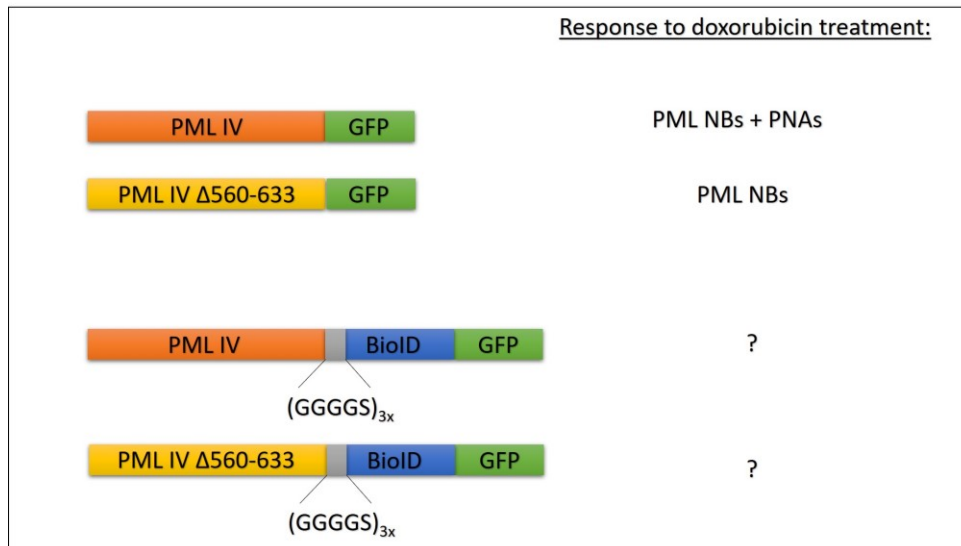 Response to doxorubicin treatment:
PML IV GFP PML NBs + PNAs
PML IV Δ560-633 GFP PML NBs
PML IV BioID GFP ?
(GGGGS)3x
PML IV Δ560-633 BioID GFP ?
(GGGGS)3x